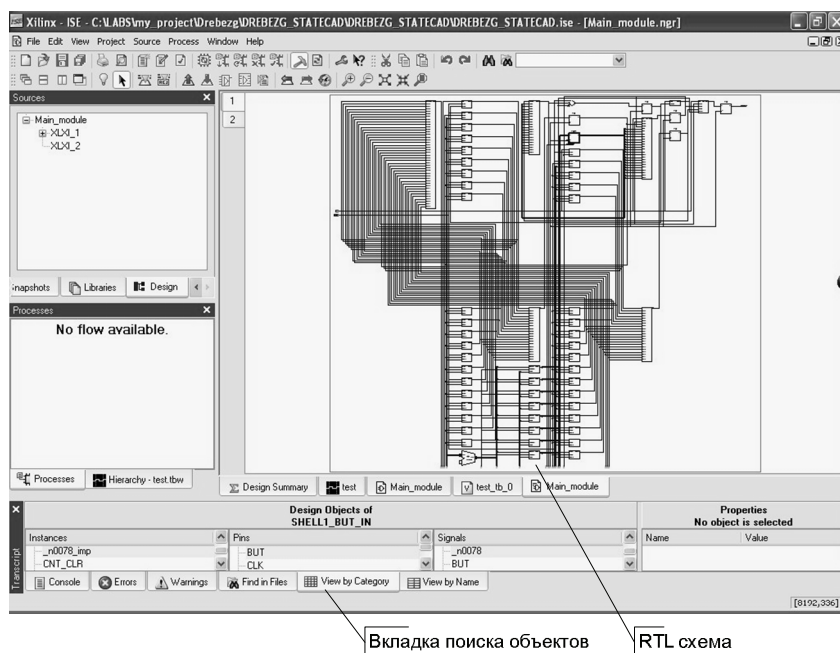 Xilinx - ISE - C:\LABS\my_project\Drebezg\DREBEZG_STATECAD\DREBEZG_STATECAD\DREBEZG_STATECAD.ise - [Main_module.ngr]
File Edit View Project Source Process Window Help
Sources
1
2
Main_module
XLXI_1
XLXI_2
Libraries
Design
Processes
No flow available.
Processes
Hierarchy - test.tbw
Design Summary
test
Main_module
test_tb_0
Main_module
Transcript
Design Objects of
SHELL1_BUT_IN
Properties
No object is selected
Instances
Pins
Signals
Name
Value
_n0078_imp
BUT
_n0078
CNT_CLR
CLK
BUT
Console
Errors
Warnings
Find in Files
View by Category
View by Name
[8192,336]
Вкладка поиска объектов
RTL схема